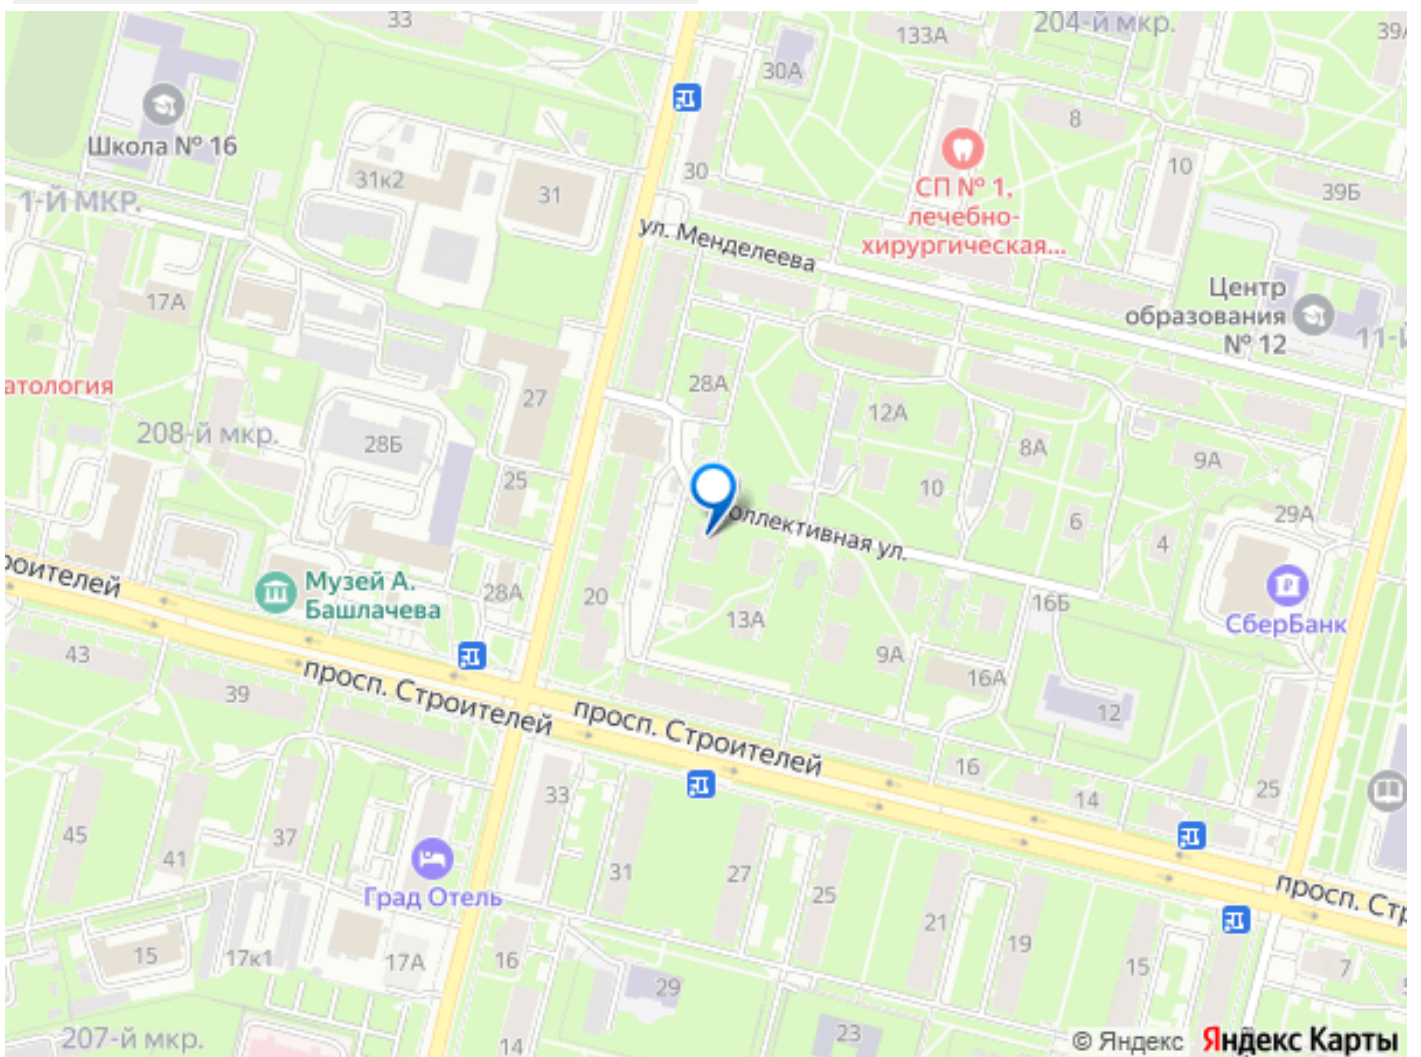 33
204-й мкр.
133А
39А
30А
8
Школа № 16
31к2
31
30
СП № 1,
лечебно-
хирургическая...
10
39Б
1-Й МКР.
ул. Менделеева
17А
Центр
образования
№ 12
11-Й
атология
28А
27
12А
208-й мкр.
28Б
8А
9А
25
10
29А
6
оллективная ул.
4
роителей
Музей А.
Башлачева
28А
20
13А
16Б
СберБанк
43
39
9А
16А
12
просп. Строителей
просп. Строителей
16
14
25
33
45
41
37
31
27
25
Град Отель
просп. Стр
21
19
15
17к1
17А
16
15
7
29
207-й мкр.
14
23
© Яндекс Яндекс Карты